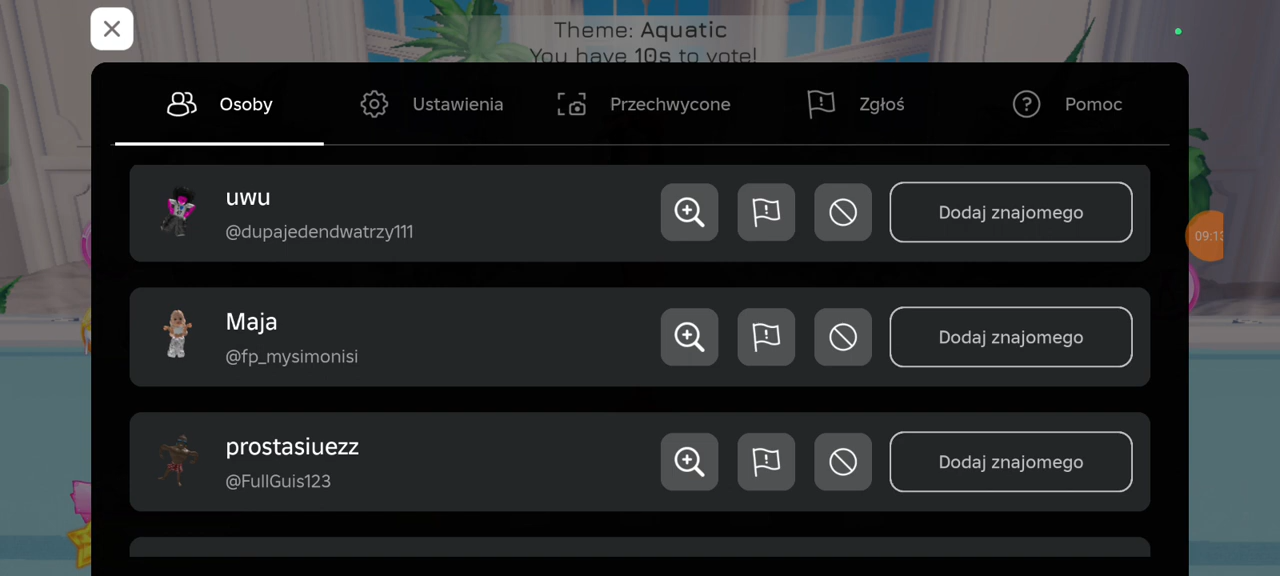 Theme: Aquatic
You have 10s to vote!
Osoby
Ustawienia
Przechwycone
Zgłoś
Pomoc
uwu
@dupajedendwatrzy111
Dodaj znajomego
09:13
Maja
@fp_mysimonisi
Dodaj znajomego
prostasiuezz
@FullGuis123
Dodaj znajomego